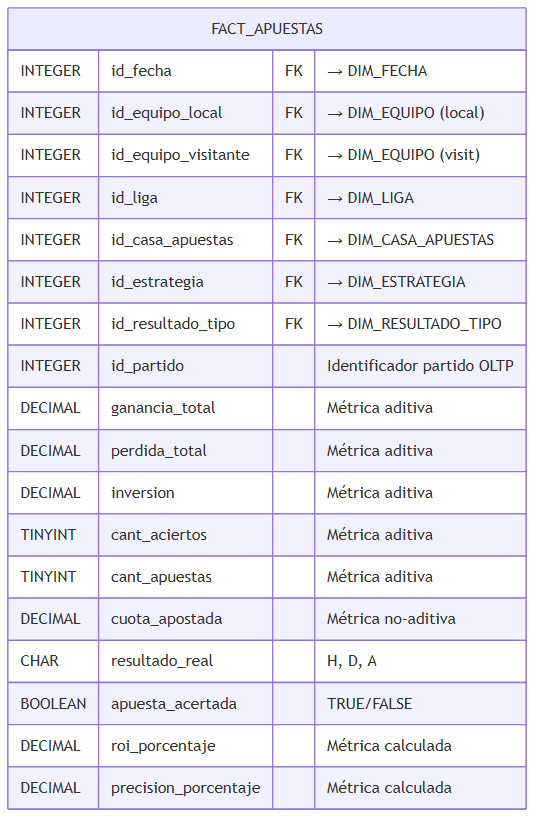 FACT_APUESTAS
INTEGER id_fecha FK → DIM_FECHA
INTEGER id_equipo_local FK → DIM_EQUIPO (local)
INTEGER id_equipo_visitante FK → DIM_EQUIPO (visit)
INTEGER id_liga FK → DIM_LIGA
INTEGER id_casa_apuestas FK → DIM_CASA_APUESTAS
INTEGER id_estrategia FK → DIM_ESTRATEGIA
INTEGER id_resultado_tipo FK → DIM_RESULTADO_TIPO
INTEGER id_partido Identificador partido OLTP
DECIMAL ganancia_total Métrica aditiva
DECIMAL perdida_total Métrica aditiva
DECIMAL inversion Métrica aditiva
TINYINT cant_aciertos Métrica aditiva
TINYINT cant_apuestas Métrica aditiva
DECIMAL cuota_apostada Métrica no-aditiva
CHAR resultado_real H, D, A
BOOLEAN apuesta_acertada TRUE/FALSE
DECIMAL roi_porcentaje Métrica calculada
DECIMAL precision_porcentaje Métrica calculada